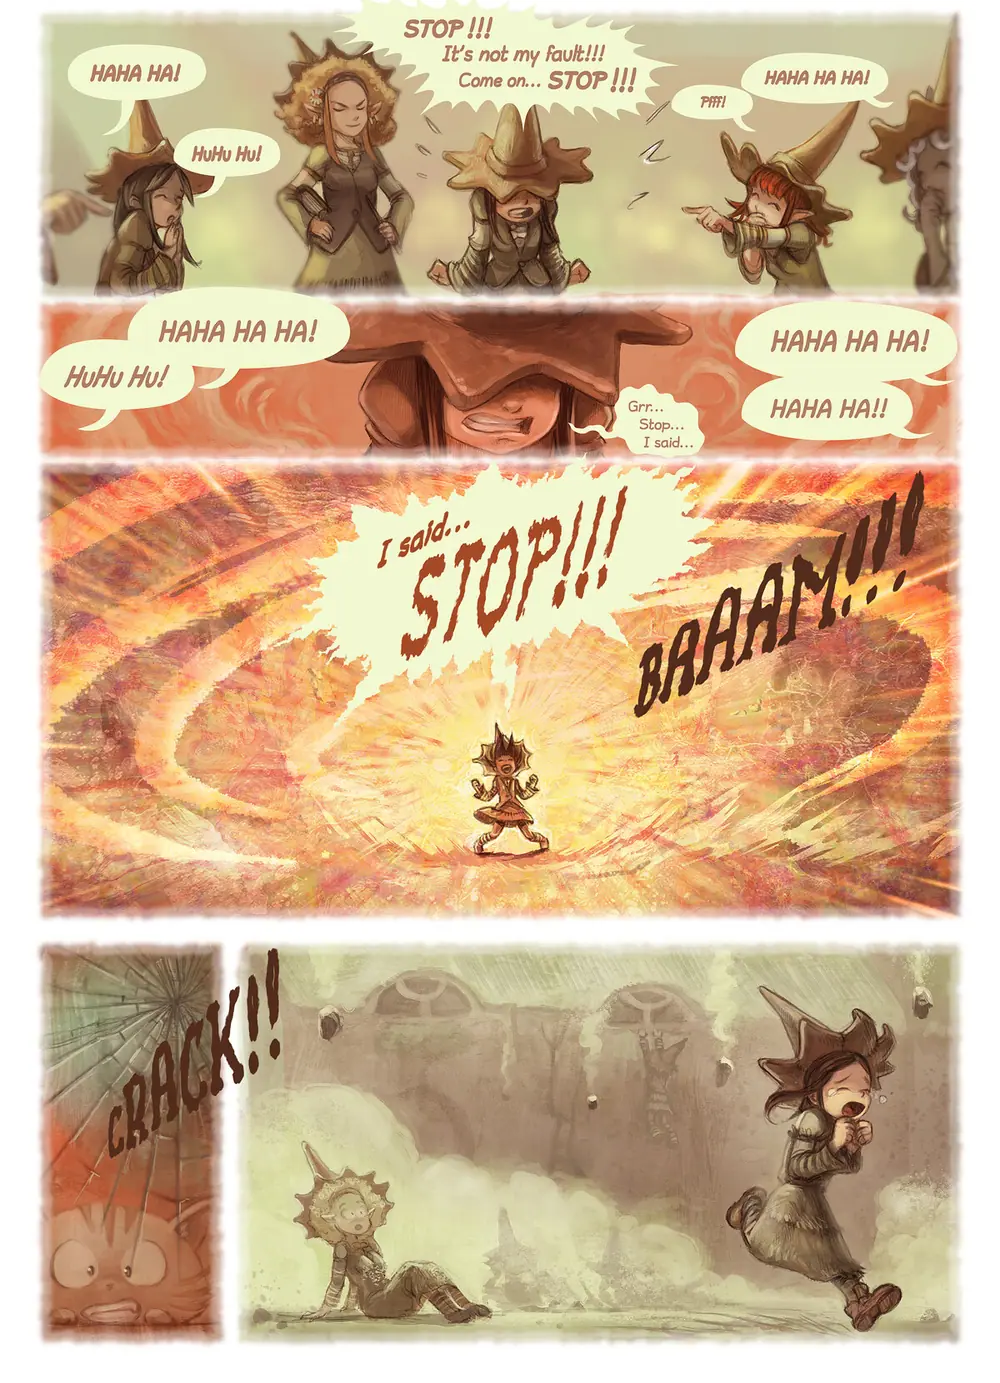 HAHA HA!
HuHu Hu!
STOP !!!
It's not my fault!!!
Come on... STOP !!!
Pfff!
HAHA HA HA!
HAHA HA HA!
HuHu Hu!
Grr...
Stop...
I said...
HAHA HA HA!
HAHA HA!!
I said...
STOP!!!
BAAAM!!!
CRACK!!